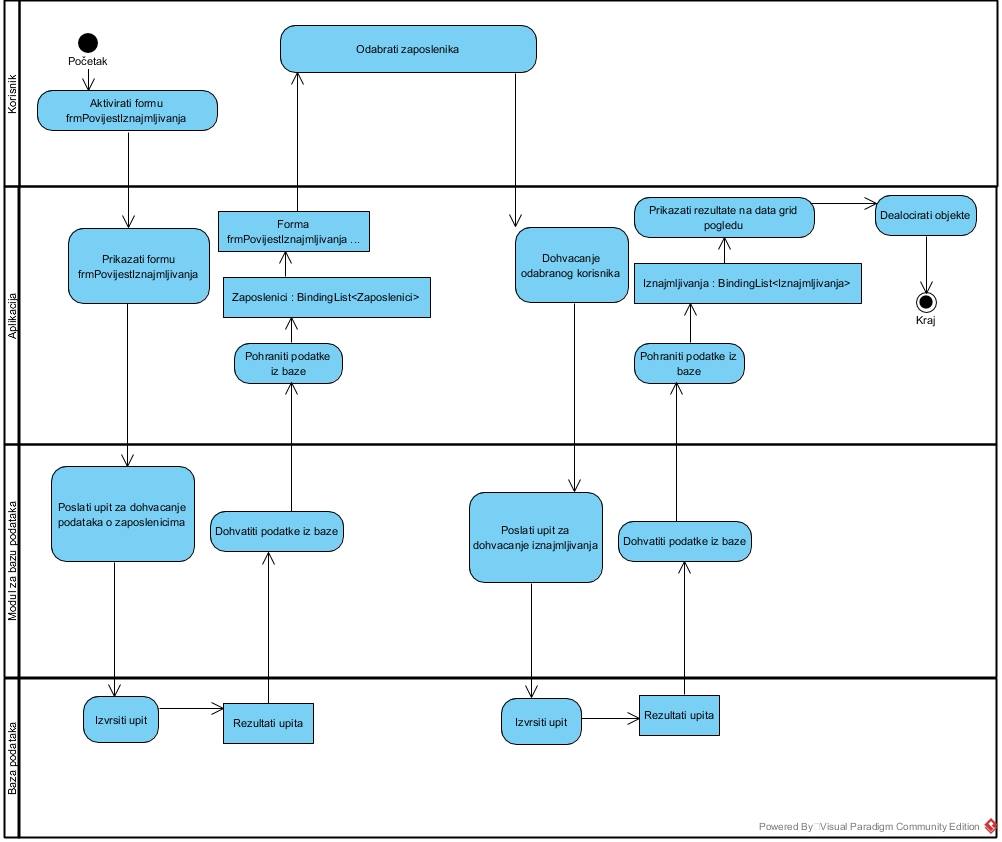 Korisnik
Početak
Aktivirati formu
frmPovijestIznajmljivanja
Odabrati zaposlenika
Aplikacija
Prikazati formu
frmPovijestIznajmljivanja
Forma
frmPovijestIznajmljivanja ...
Zaposlenici : BindingList<Zaposlenici>
Pohraniti podatke
iz baze
Dohvacanje
odabranog korisnika
Prikazati rezultate na data grid
pogledu
Iznajmljivanja : BindingList<Iznajmljivanja>
Pohraniti podatke iz
baze
Dealocirati objekte
Kraj
Modul za bazu podataka
Poslati upit za dohvacanje
podataka o zaposlenicima
Dohvatiti podatke iz baze
Poslati upit za
dohvacanje iznajmljivanja
Dohvatiti podatke iz baze
Baza podataka
Izvrsiti upit
Rezultati upita
Izvrsiti upit
Rezultati upita
Powered By Visual Paradigm Community Edition